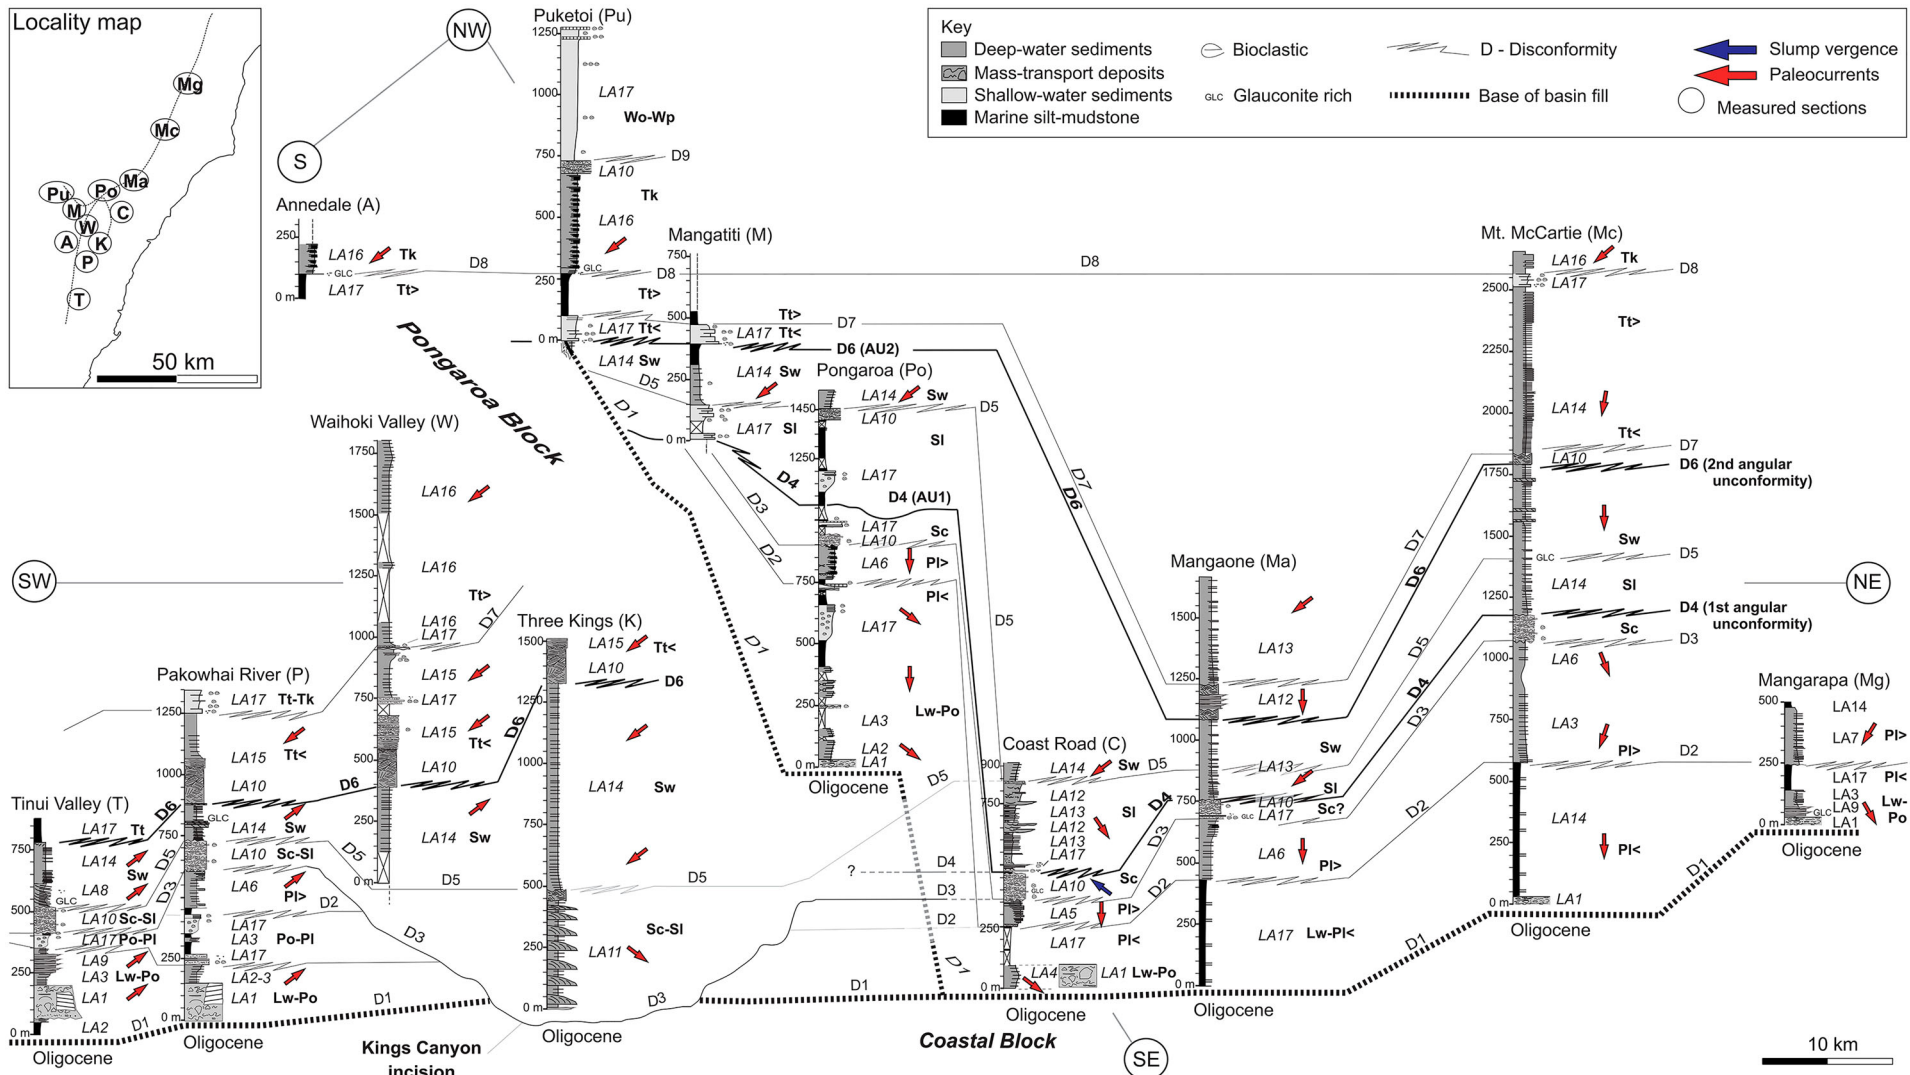 Locality map
Mg
Mc
Ma
Pu
Po
M
C
W
A
K
P
T
50 km
NW
S
SW
NE
SE
Key
Deep-water sediments
Mass-transport deposits
Shallow-water sediments
Marine silt-mudstone
Bioclastic
GLC Glauconite rich
D - Disconformity
Base of basin fill
Slump vergence
Paleocurrents
Measured sections
Puketoi (Pu)
1250
1000
750
500
250
0 m
LA17
Wo-Wp
D9
LA10
Tk
LA16
GLC
D8
Tt>
LA17 Tt<
LA14 Sw
D5
D1
Annedale (A)
250
0 m
LA16 Tk
GLC
D8
LA17 Tt>
Pongaroa Block
Mangatiti (M)
750
500
250
0 m
D8
Tt>
D7
LA17 Tt<
D6 (AU2)
LA14 Sw
LA17 Sl
D4
D3
D2
D1
Pongaroa (Po)
1450
1250
750
500
250
0 m
LA14 Sw
D5
LA10
Sl
LA17
D4 (AU1)
LA17 Sc
LA10
LA6 Pl>
Pl<
LA17
Lw-Po
LA3
LA2
LA1
Oligocene
D5
D7
D6
Mt. McCartie (Mc)
2500
2250
2000
1750
1500
1250
1000
750
500
250
0 m
LA16 Tk
D8
LA17
Tt>
LA14
Tt<
D7
LA10
D6 (2nd angular
unconformity)
Sw
GLC
D5
LA14 Sl
D4 (1st angular
unconformity)
Sc
D3
LA6
LA3
Pl>
D2
LA14
Pl<
LA1
Oligocene
Waihoki Valley (W)
1750
1500
1250
1000
750
500
250
0 m
LA16
LA16
Tt>
LA16
LA17
D7
LA15
LA17
LA15
Tt<
LA10
D6
LA14 Sw
D5
Three Kings (K)
1500
1250
1000
750
500
250
0 m
LA15 Tt<
LA10
D6
LA14 Sw
D5
Sc-Sl
LA11
D3
Oligocene
Pakowhai River (P)
1250
1000
750
500
250
0 m
LA17 Tt-Tk
LA15
Tt<
LA10
D6
GLC
LA14 Sw
D5
LA10 Sc-Sl
LA6
Pl>
D2
LA17
LA3 Po-Pl
LA17
LA2-3
LA1 Lw-Po
D3
D1
Oligocene
Tinui Valley (T)
750
500
250
0 m
LA17 Tt
D6
LA14
Sw
D5
LA8
GLC
D3
LA10 Sc-Sl
LA17 Po-Pl
LA9
LA3 Lw-Po
LA1
LA2
D1
Oligocene
Kings Canyon
incision
Mangaone (Ma)
1500
1250
1000
750
500
250
0 m
LA13
LA12
Sw
LA13
Sl
LA10
GLC LA17 Sc?
LA6
Pl>
LA17 Lw-Pl<
Oligocene
D7
D6
D5
D4
D3
D2
D1
Coast Road (C)
900
750
250
0 m
LA14 Sw
D5
LA12
LA13
LA12
LA13
LA17
Sl
D4
? D4
Sc
GLC LA10
D3
LA5 Pl>
D2
LA17 Pl<
LA4
LA1 Lw-Po
D5
D3
D2
D1
D1
Oligocene
Coastal Block
Mangarapa (Mg)
500
250
0 m
LA14
LA7 Pl>
D2
LA17 Pl<
LA3
LA9 Lw-
GLC
LA1 Po
D1
Oligocene
10 km